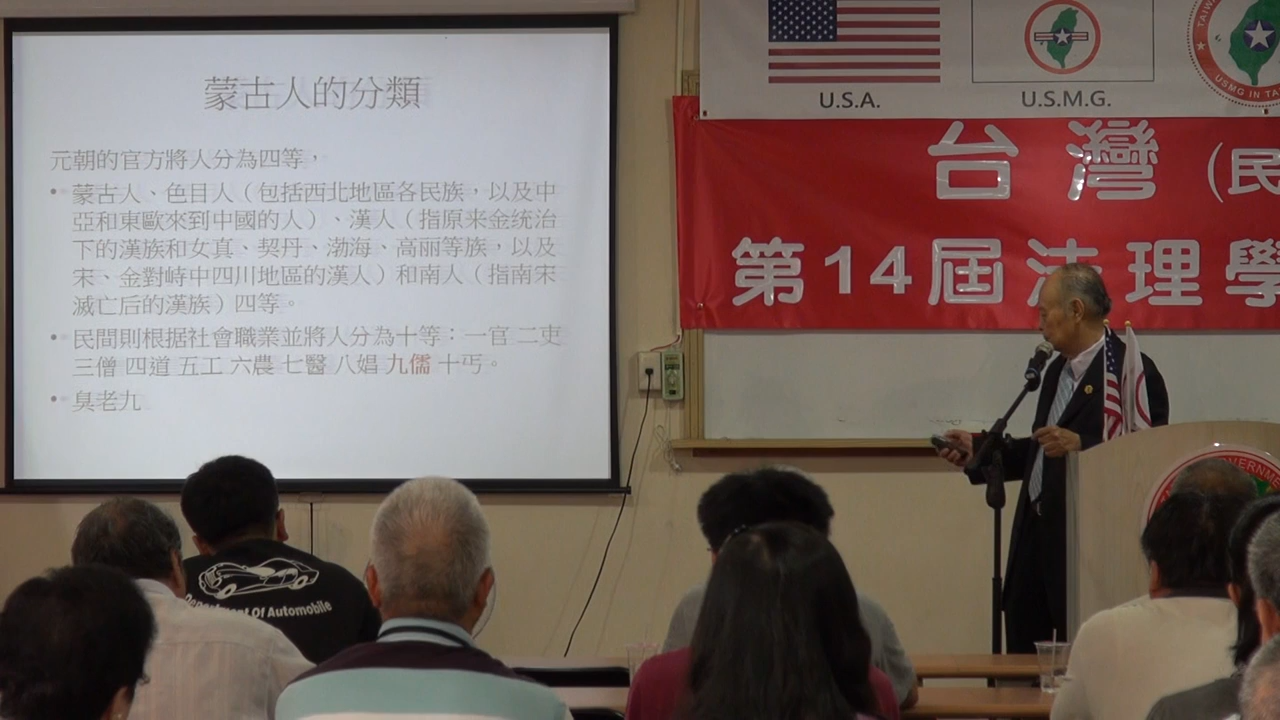 蒙古人的分類
元朝的官方將人分為四等，
• 蒙古人、色目人（包括西北地區各民族，以及中
亞和東歐來到中國的人）、漢人（指原来金统治
下的漢族和女真、契丹、渤海、高丽等族，以及
宋、金對峙中四川地區的漢人）和南人（指南宋
滅亡后的漢族）四等。
• 民間則根据社會職業並將人分為十等：一官 二吏
三僧 四道 五工 六農 七醫 八娼 九儒 十丐。
• 臭老九
U.S.A.
U.S.M.G.
USMG IN TA
台灣（民
第14屆法理學
GOVERNME
Department Of Automobile